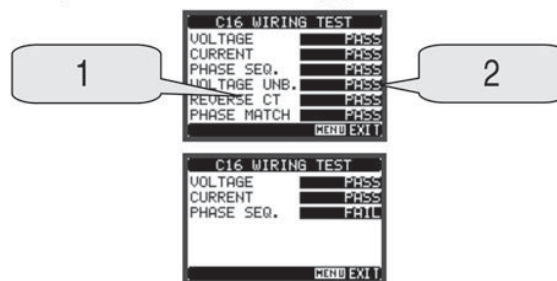 C16 WIRING TEST
VOLTAGE PASS
CURRENT PASS
PHASE SEQ. PASS
VOLTAGE UNB. PASS
REVERSE CT PASS
PHASE MATCH PASS
MENU EXIT
1
2
C16 WIRING TEST
VOLTAGE PASS
CURRENT PASS
PHASE SEQ. FAIL
MENU EXIT